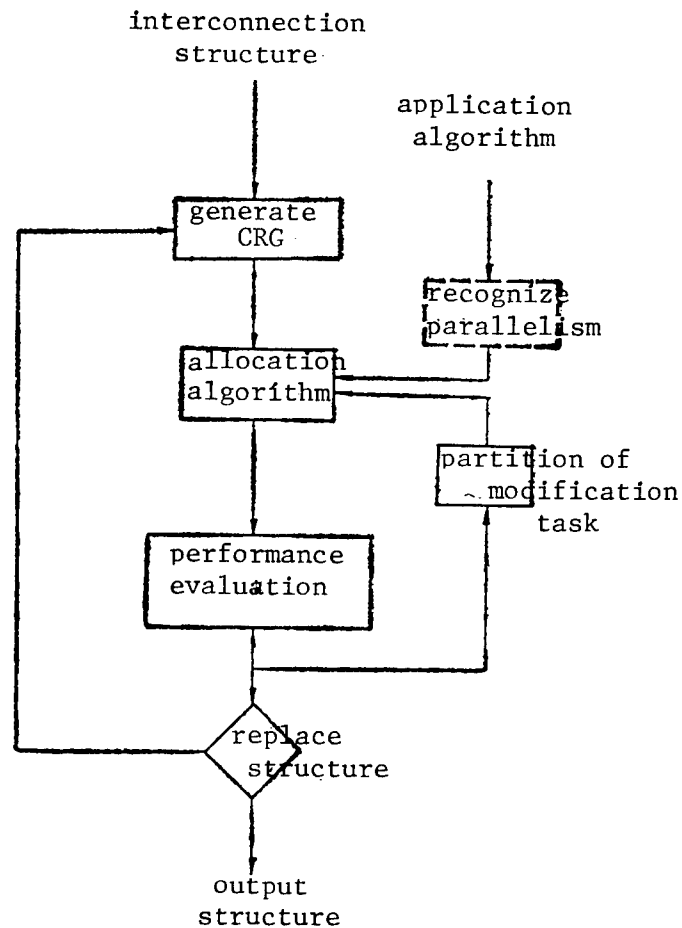 interconnection
structure
application
algorithm
generate
CRG
recognize
parallelism
allocation
algorithm
partition of
modification
task
performance
evaluation
replace
structure
output
structure